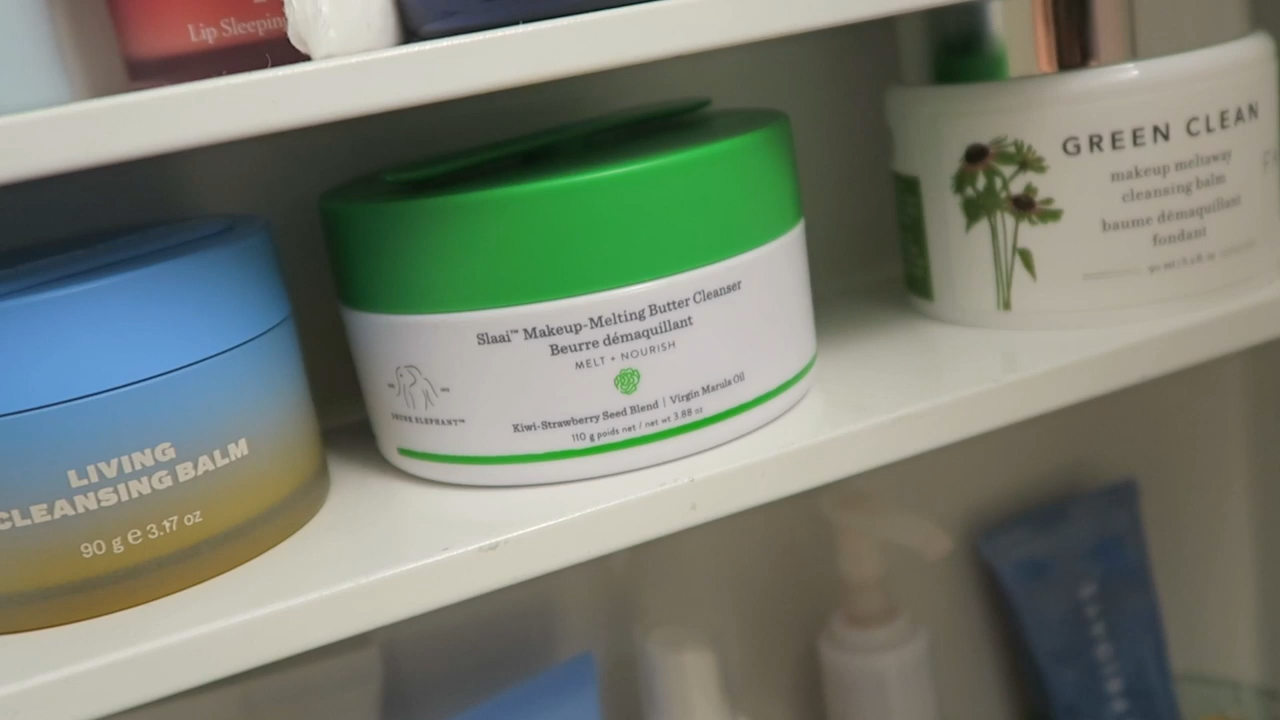 Lip Sleeping
LIVING
CLEANSING BALM
90 g e 3.17 oz
Slaai™ Makeup-Melting Butter Cleanser
Beurre démaquillant
MELT + NOURISH
DRUNK ELEPHANT™
Kiwi-Strawberry Seed Blend | Virgin Marula Oil
110 g poids net / net wt 3.88 oz
GREEN CLEAN
makeup meltaway
cleansing balm
baume démaquillant
fondant